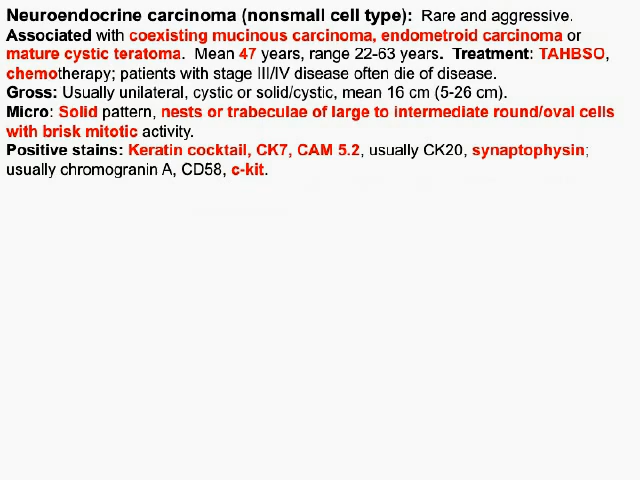 Neuroendocrine carcinoma (nonsmall cell type): Rare and aggressive.
Associated with coexisting mucinous carcinoma, endometroid carcinoma or
mature cystic teratoma. Mean 47 years, range 22-63 years. Treatment: TAHBSO,
chemotherapy; patients with stage III/IV disease often die of disease.
Gross: Usually unilateral, cystic or solid/cystic, mean 16 cm (5-26 cm).
Micro: Solid pattern, nests or trabeculae of large to intermediate round/oval cells
with brisk mitotic activity.
Positive stains: Keratin cocktail, CK7, CAM 5.2, usually CK20, synaptophysin;
usually chromogranin A, CD58, c-kit.